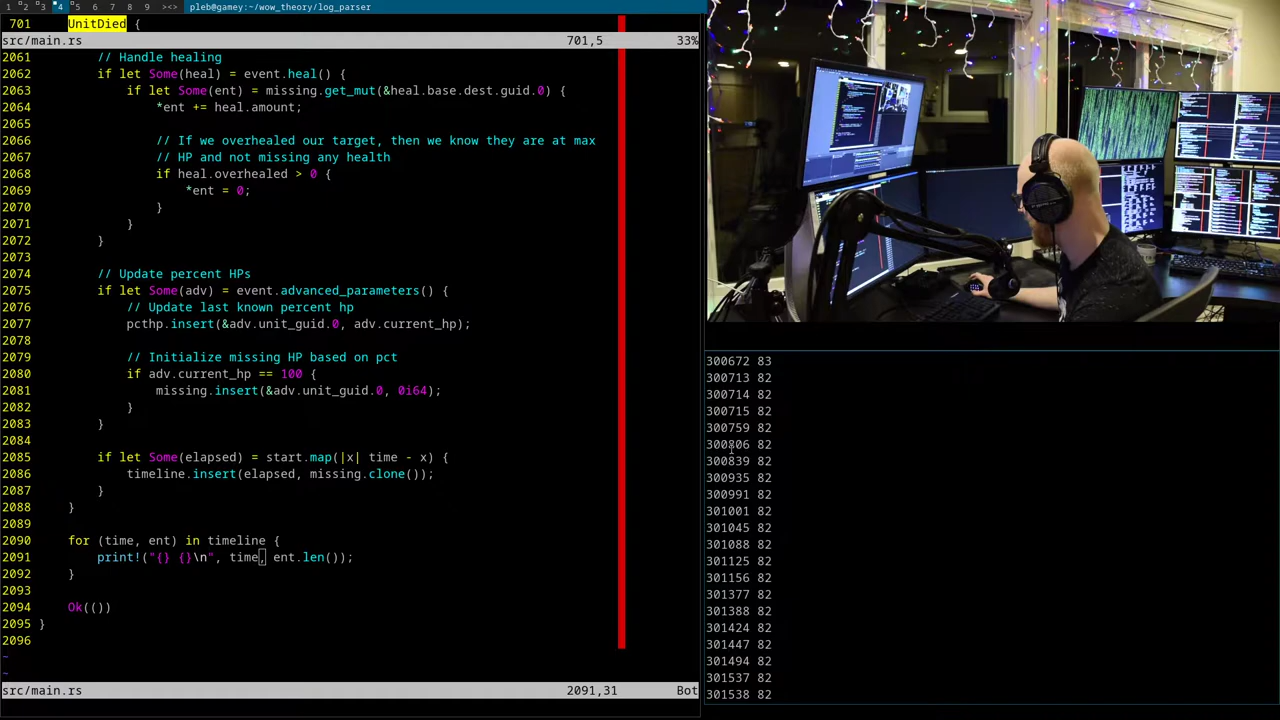 1 2 3 4 5 6 7 8 9 ><> pleb@gamey:~/wow_theory/log_parser
701     UnitDied {
src/main.rs 701,5 33%
2061         // Handle healing
2062         if let Some(heal) = event.heal() {
2063             if let Some(ent) = missing.get_mut(&heal.base.dest.guid.0) {
2064                 *ent += heal.amount;
2065
2066                 // If we overhealed our target, then we know they are at max
2067                 // HP and not missing any health
2068                 if heal.overhealed > 0 {
2069                     *ent = 0;
2070                 }
2071             }
2072         }
2073
2074         // Update percent HPs
2075         if let Some(adv) = event.advanced_parameters() {
2076             // Update last known percent hp
2077             pcthp.insert(&adv.unit_guid.0, adv.current_hp);
2078
2079             // Initialize missing HP based on pct
2080             if adv.current_hp == 100 {
2081                 missing.insert(&adv.unit_guid.0, 0i64);
2082             }
2083         }
2084
2085         if let Some(elapsed) = start.map(|x| time - x) {
2086             timeline.insert(elapsed, missing.clone());
2087         }
2088     }
2089
2090     for (time, ent) in timeline {
2091         print!("{} {}\n", time, ent.len());
2092     }
2093
2094     Ok(())
2095 }
2096
~
~
src/main.rs 2091,31 Bot
300672 83
300713 82
300714 82
300715 82
300759 82
300806 82
300839 82
300935 82
300991 82
301001 82
301045 82
301088 82
301125 82
301156 82
301377 82
301388 82
301424 82
301447 82
301494 82
301537 82
301538 82